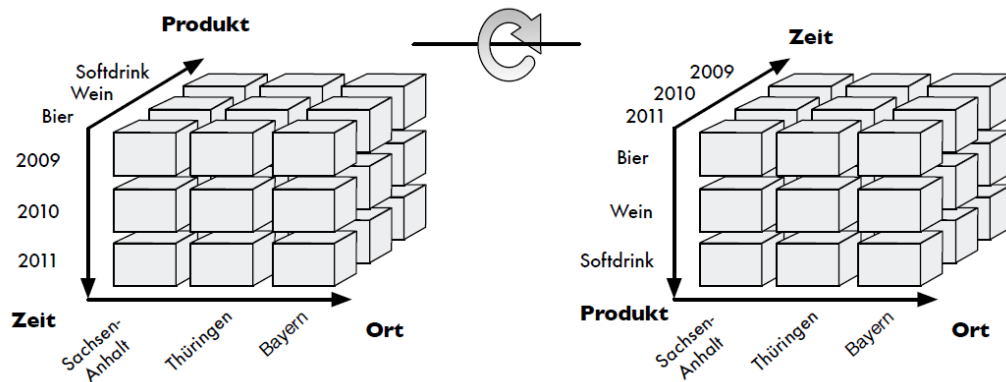 Produkt
Softdrink
Wein
Bier
2009
2010
2011
Zeit
Sachsen-
Anhalt
Thüringen
Bayern
Ort
Zeit
2009
2010
2011
Bier
Wein
Softdrink
Produkt
Sachsen-
Anhalt
Thüringen
Bayern
Ort